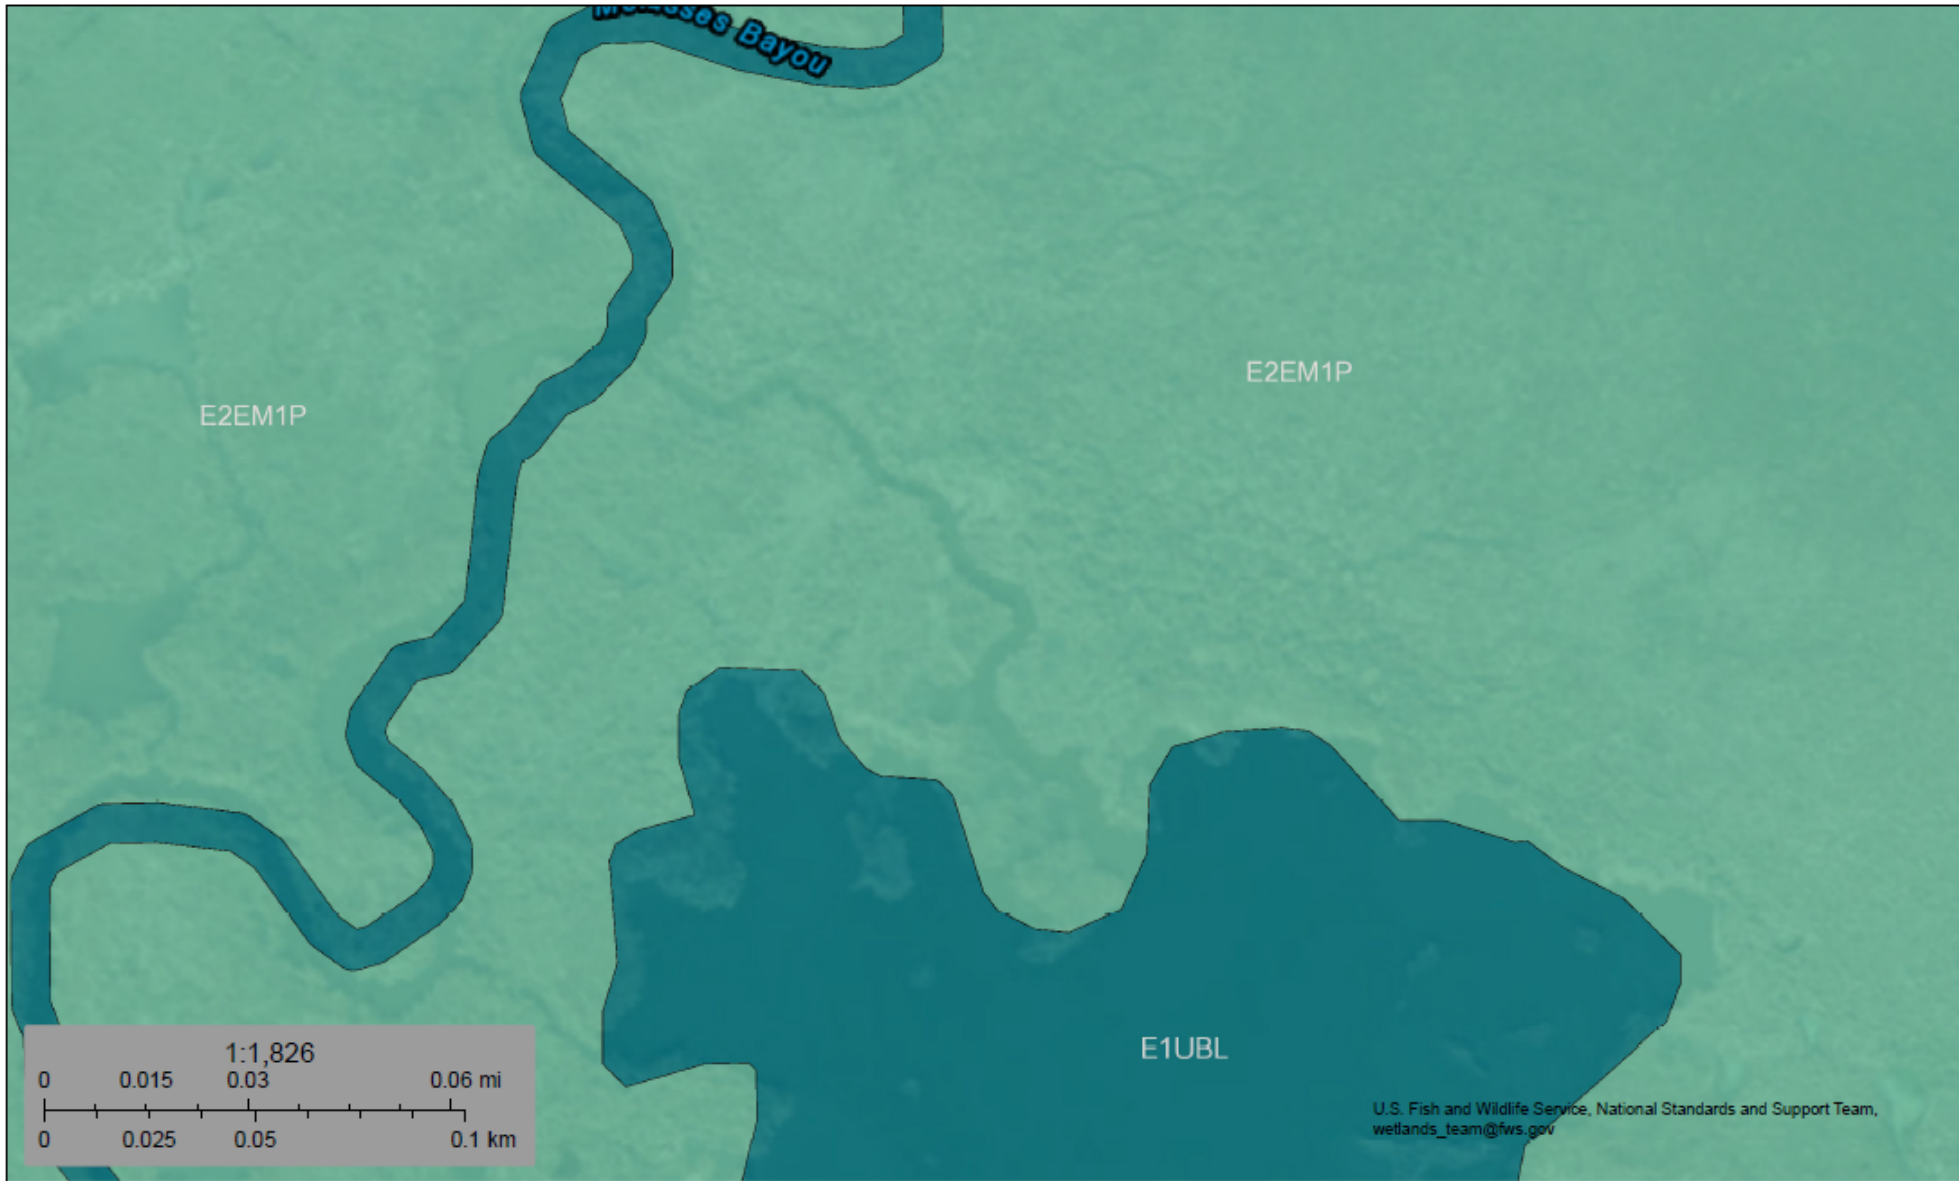 Molasses Bayou
E2EM1P
E2EM1P
E1UBL
1:1,826
0 0.015 0.03 0.06 mi
0 0.025 0.05 0.1 km
U.S. Fish and Wildlife Service, National Standards and Support Team,
wetlands_team@fws.gov